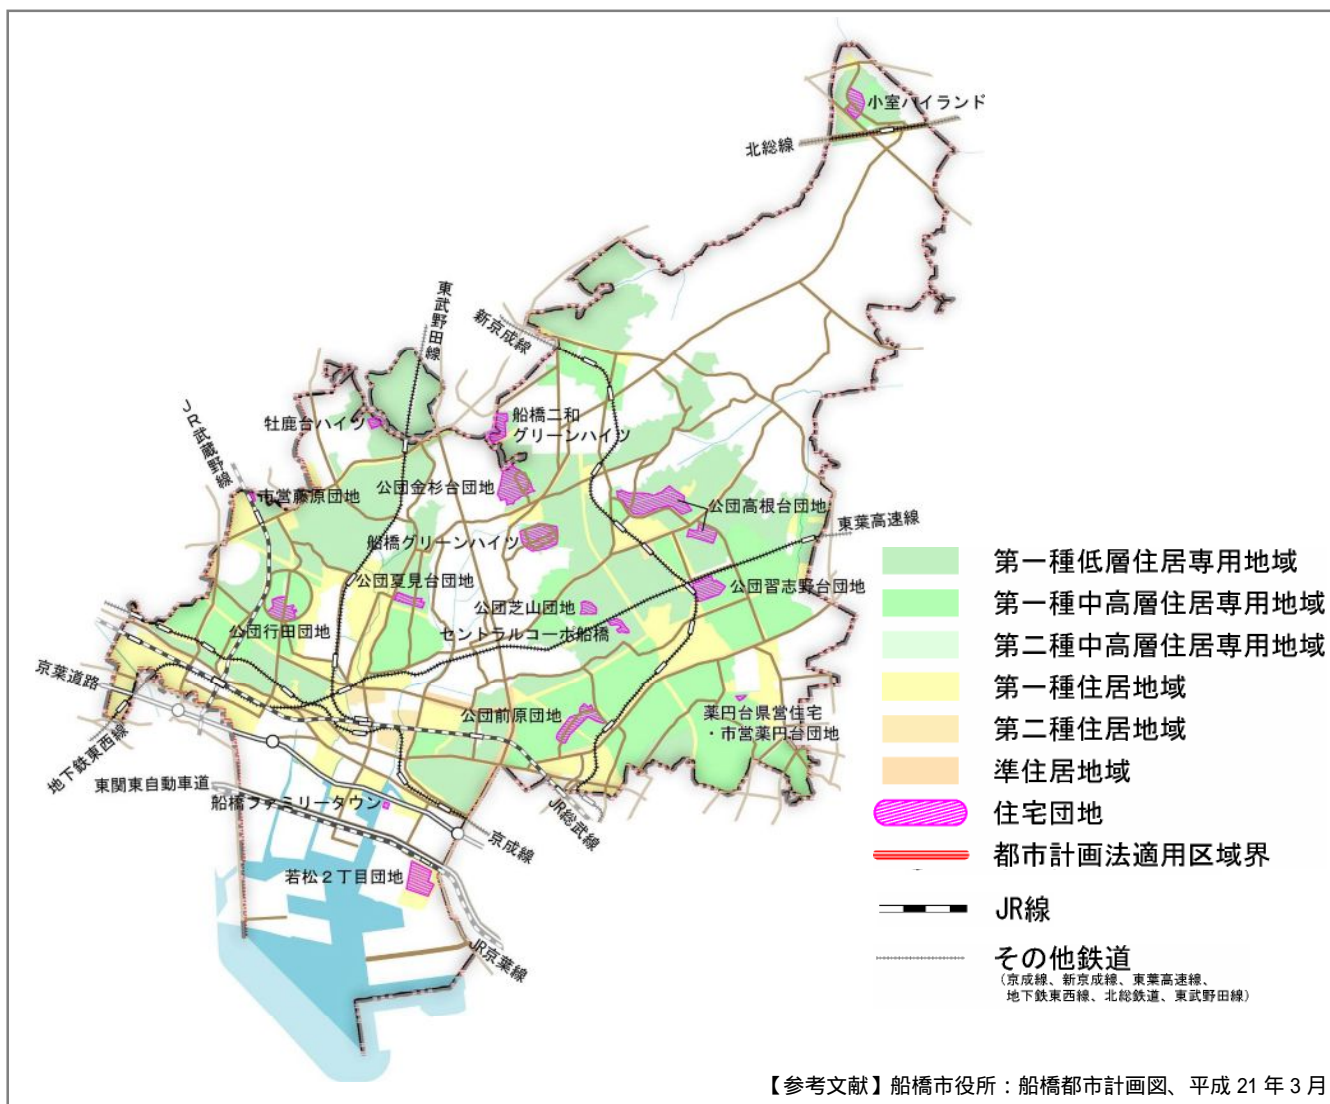 小室ハイランド
北総線
東武野田線
新京成線
JR武蔵野線
牡鹿台ハイツ
船橋二和
グリーンハイツ
市営藤原団地
公団金杉台団地
公団高根台団地
東葉高速線
船橋グリーンハイツ
公団夏見台団地
公団習志野台団地
公団芝山団地
公団行田団地
セントラルコーポ船橋
京葉道路
公団前原団地
薬円台県営住宅
・市営薬円台団地
地下鉄東西線
東関東自動車道
船橋ファミリータウン
JR総武線
京成線
若松2丁目団地
JR京葉線
第一種低層住居専用地域
第一種中高層住居専用地域
第二種中高層住居専用地域
第一種住居地域
第二種住居地域
準住居地域
住宅団地
都市計画法適用区域界
JR線
その他鉄道
(京成線、新京成線、東葉高速線、
地下鉄東西線、北総鉄道、東武野田線)
【参考文献】船橋市役所：船橋都市計画図、平成 21 年 3 月